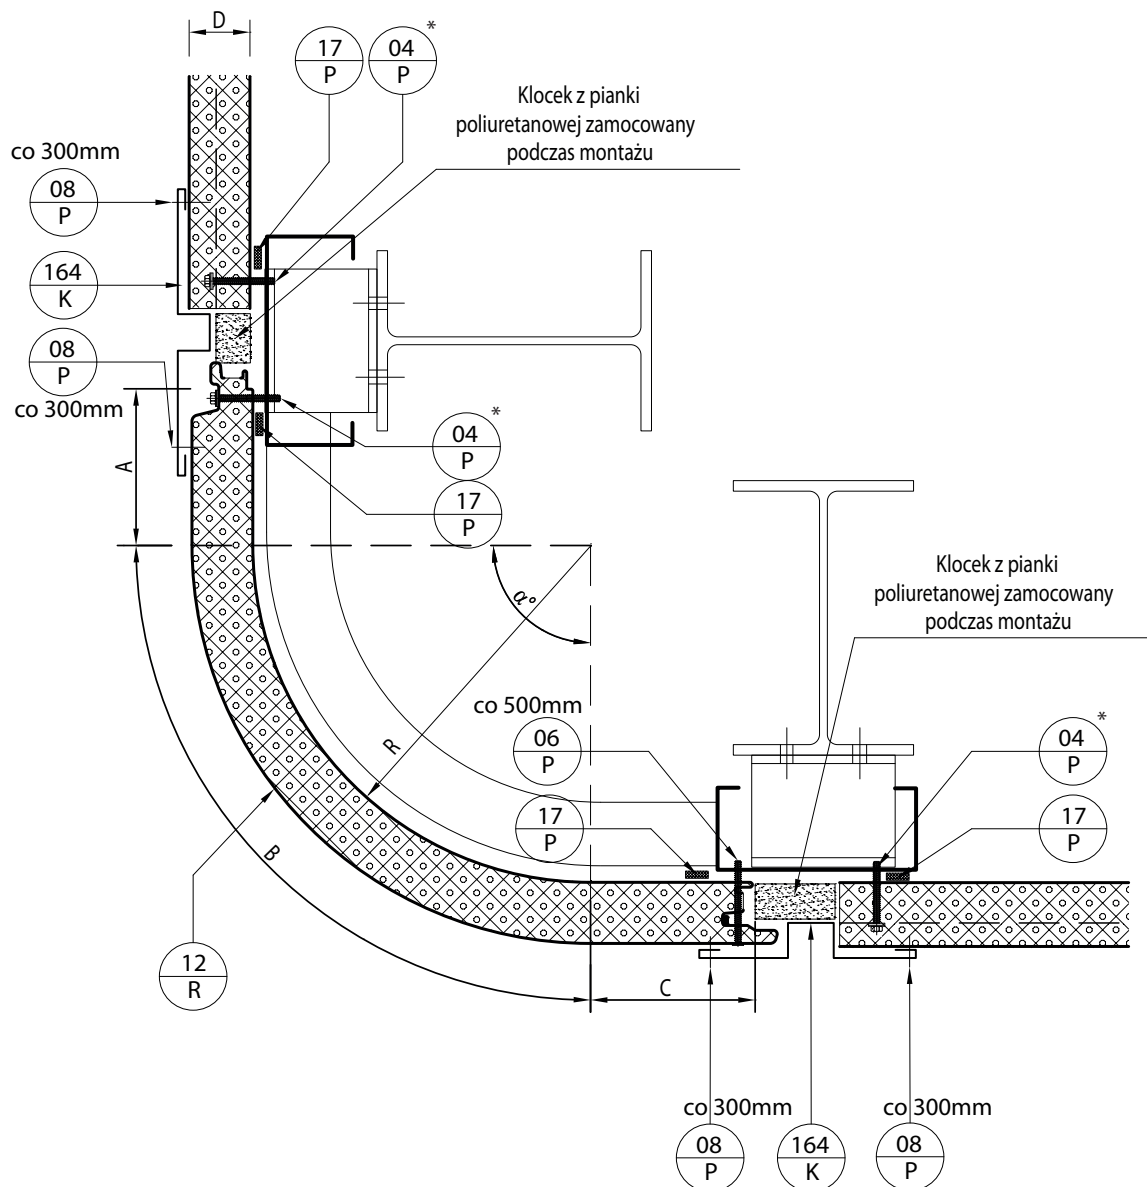 D
17
P
04
P
*
Klocek z pianki
poliuretanowej zamocowany
podczas montażu
co 300mm
08
P
164
K
08
P
co 300mm
A
04
P
*
17
P
α°
R
B
Klocek z pianki
poliuretanowej zamocowany
podczas montażu
co 500mm
06
P
04
P
*
17
P
17
P
12
R
C
co 300mm
08
P
164
K
co 300mm
08
P